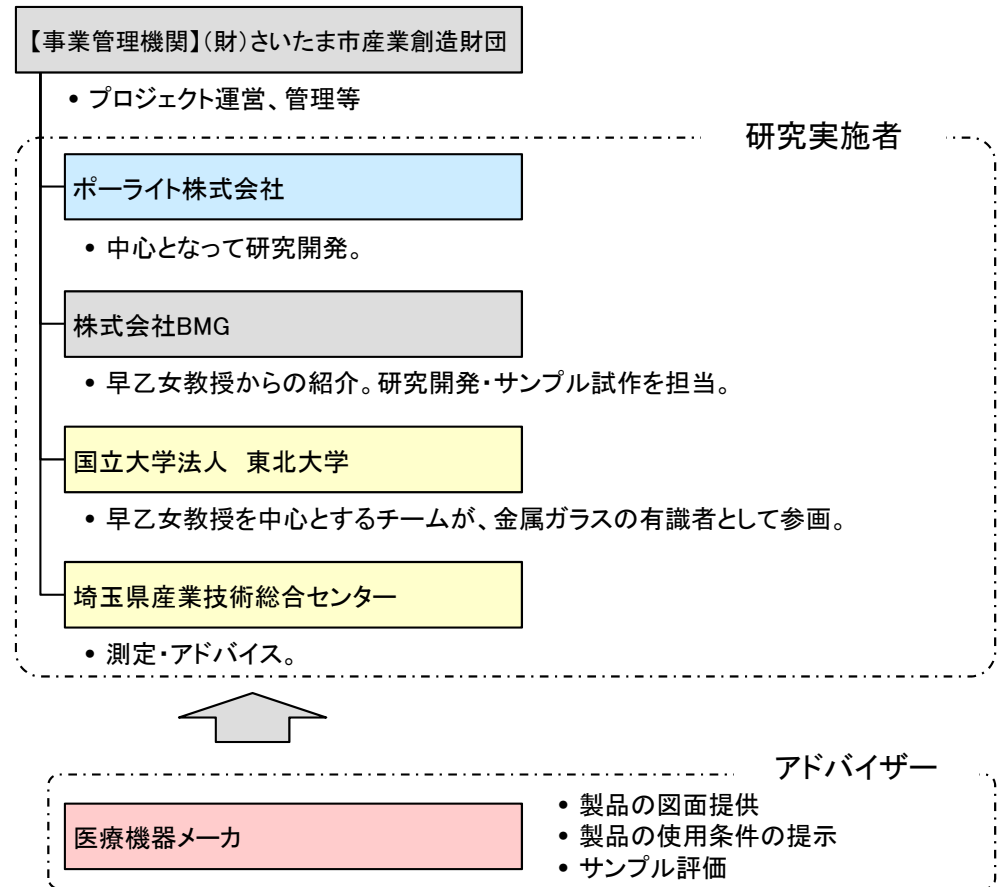 【事業管理機関】(財)さいたま市産業創造財団
• プロジェクト運営、管理等
研究実施者
ポーライト株式会社
• 中心となって研究開発。
株式会社BMG
• 早乙女教授からの紹介。研究開発・サンプル試作を担当。
国立大学法人　東北大学
• 早乙女教授を中心とするチームが、金属ガラスの有識者として参画。
埼玉県産業技術総合センター
• 測定・アドバイス。
アドバイザー
医療機器メーカ
• 製品の図面提供
• 製品の使用条件の提示
• サンプル評価